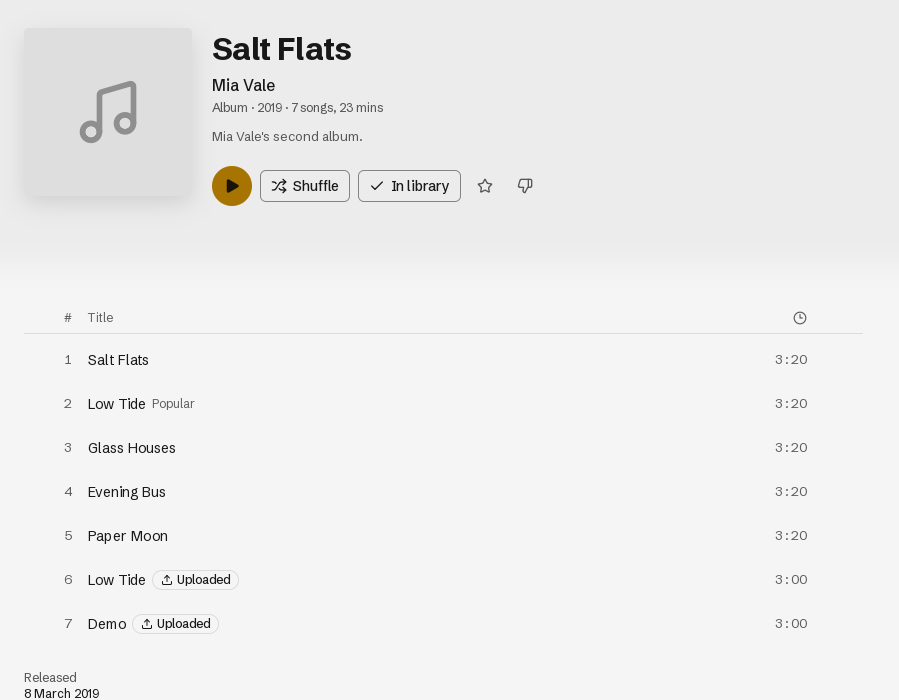 Salt Flats
Mia Vale
Album · 2019 · 7 songs, 23 mins
Mia Vale's second album.
Shuffle
In library
# Title
1 Salt Flats 3:20
2 Low Tide Popular 3:20
3 Glass Houses 3:20
4 Evening Bus 3:20
5 Paper Moon 3:20
6 Low Tide Uploaded 3:00
7 Demo Uploaded 3:00
Released
8 March 2019